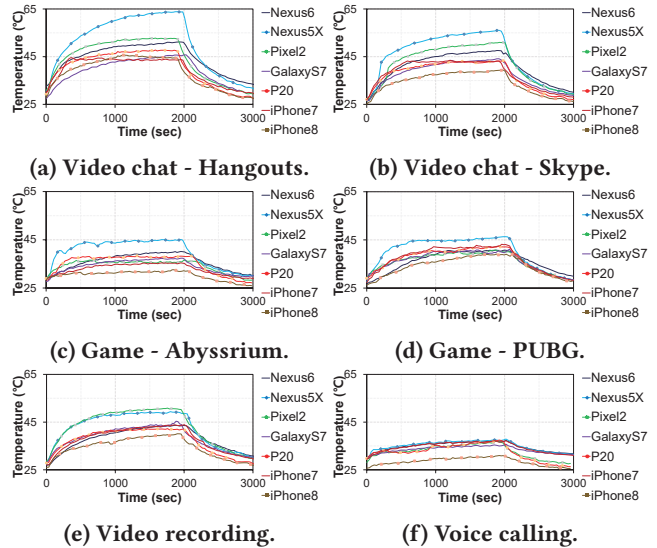 Temperature (℃)
65
45
25
0 1000 2000 3000
Time (sec)
Nexus6
Nexus5X
Pixel2
GalaxyS7
P20
iPhone7
iPhone8
(a) Video chat - Hangouts.
Temperature (℃)
65
45
25
0 1000 2000 3000
Time (sec)
Nexus6
Nexus5X
Pixel2
GalaxyS7
P20
iPhone7
iPhone8
(b) Video chat - Skype.
Temperature (℃)
65
45
25
0 1000 2000 3000
Time (sec)
Nexus6
Nexus5X
Pixel2
GalaxyS7
P20
iPhone7
iPhone8
(c) Game - Abyssrium.
Temperature (℃)
65
45
25
0 1000 2000 3000
Time (sec)
Nexus6
Nexus5X
Pixel2
GalaxyS7
P20
iPhone7
iPhone8
(d) Game - PUBG.
Temperature (℃)
65
45
25
0 1000 2000 3000
Time (sec)
Nexus6
Nexus5X
Pixel2
GalaxyS7
P20
iPhone7
iPhone8
(e) Video recording.
Temperature (℃)
65
45
25
0 1000 2000 3000
Time (sec)
Nexus6
Nexus5X
Pixel2
GalaxyS7
P20
iPhone7
iPhone8
(f) Voice calling.